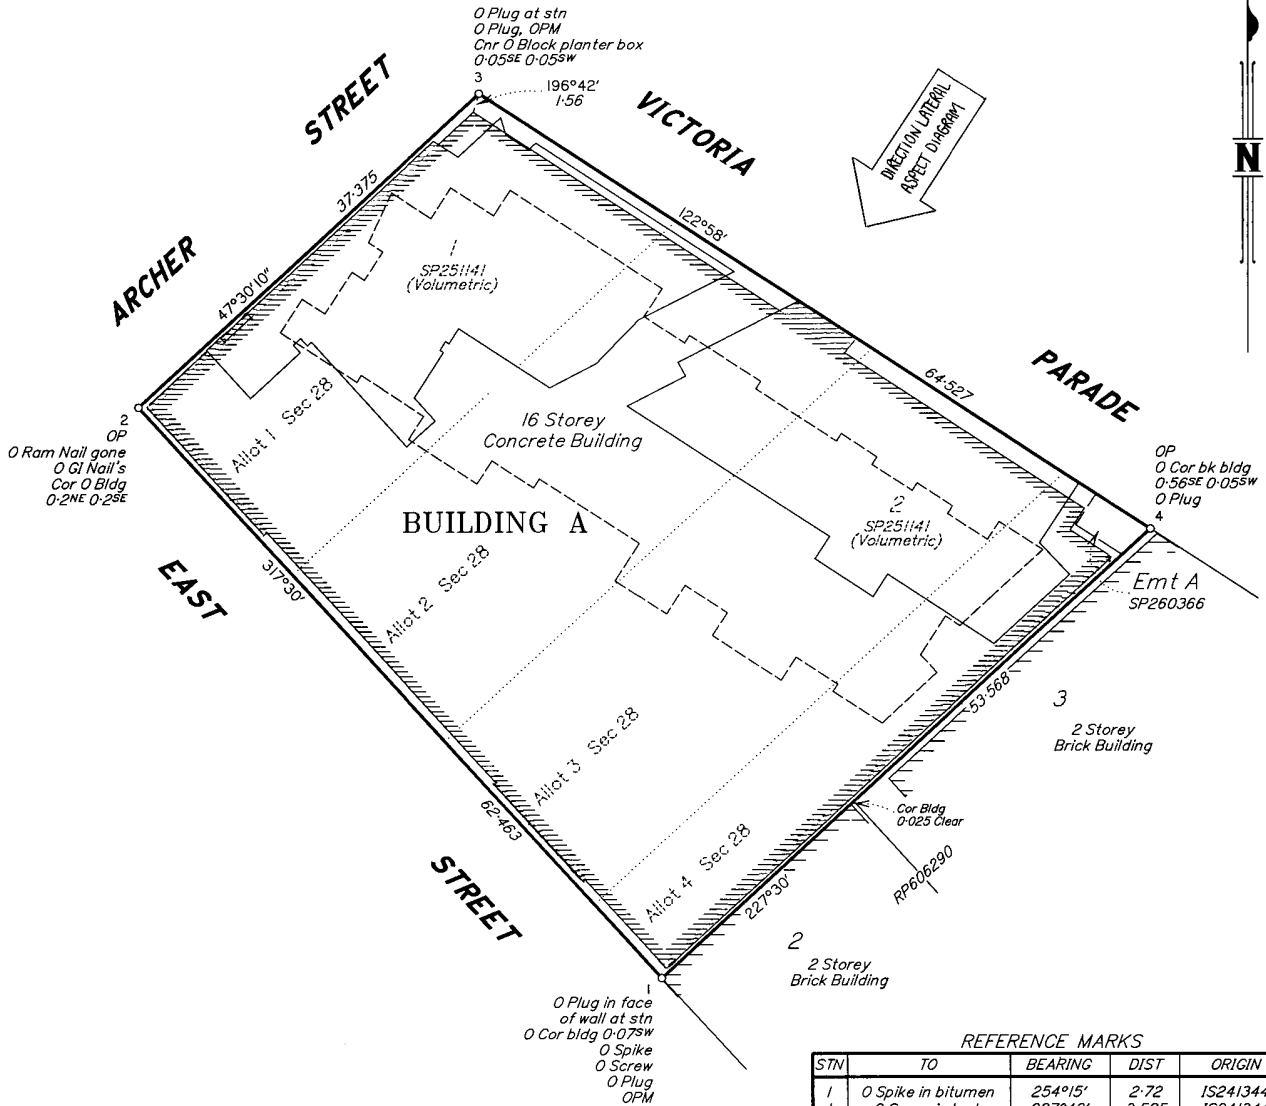 O Plug at stn
O Plug, OPM
Cnr O Block planter box
0·05SE 0·05SW
3
196°42'
1·56
STREET
VICTORIA
DIRECTION LATERAL
ASPECT DIAGRAM
N
37·375
122°58'
ARCHER
47°30'10"
1
SP251141
(Volumetric)
PARADE
64·527
2
OP
O Ram Nail gone
O GI Nail's
Cor O Bldg
0·2NE 0·2SE
Allot 1 Sec 28
16 Storey
Concrete Building
OP
O Cor bk bldg
0·56SE 0·05SW
O Plug
4
BUILDING A
2
SP251141
(Volumetric)
A
Emt A
SP260366
EAST
317°30'
Allot 2 Sec 28
53·568
3
2 Storey
Brick Building
Allot 3 Sec 28
62·463
Cor Bldg
0·025 Clear
RP606290
STREET
Allot 4 Sec 28
227°30'
2
2 Storey
Brick Building
1
O Plug in face
of wall at stn
O Cor bldg 0·07SW
O Spike
O Screw
O Plug
OPM
REFERENCE MARKS
STN TO BEARING DIST ORIGIN
1 O Spike in bitumen 254°15' 2·72 IS241344